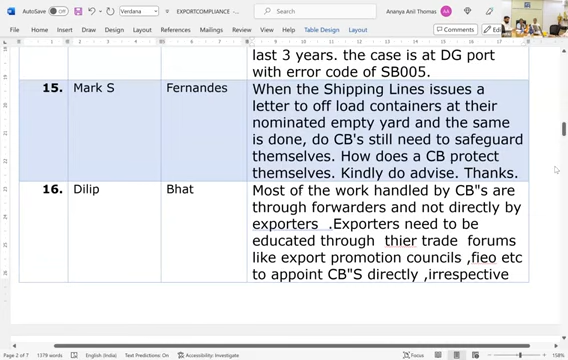 AutoSave Off
EXPORTCOMPLIANCE ...
Search
Ananya Anil Thomas AA
File Home Insert Draw Design Layout References Mailings Review View Help Table Design Layout
Comments
Verdana 12
last 3 years. the case is at DG port
with error code of SB005.
15. Mark S Fernandes When the Shipping Lines issues a
letter to off load containers at their
nominated empty yard and the same
is done, do CB's still need to safeguard
themselves. How does a CB protect
themselves. Kindly do advise. Thanks.
16. Dilip Bhat Most of the work handled by CB"s are
through forwarders and not directly by
exporters .Exporters need to be
educated through thier trade forums
like export promotion councils ,fieo etc
to appoint CB"S directly ,irrespective
Page 2 of 7 1379 words English (India) Text Predictions: On Accessibility: Investigate Focus 158%